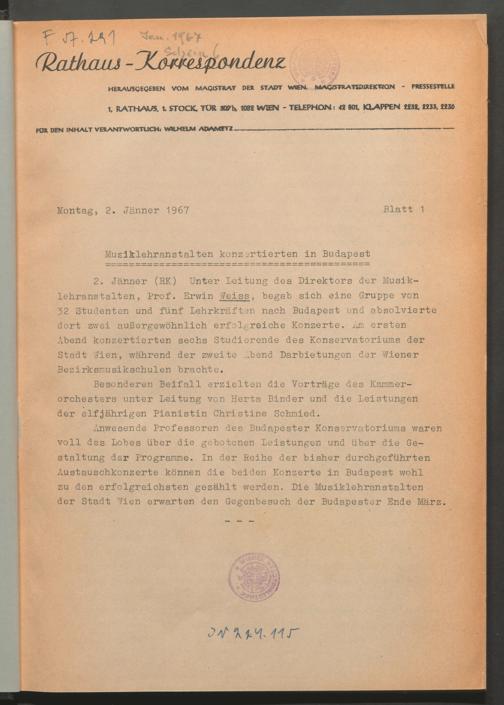 Jan. 1967
Rathaus-Korrespondenz
HERAUSGEGEBEN VOM MAGISTRAT DER STADT WIEN, MAGISTRATSDIREKTION - PRESSESTELLE
1, RATHAUS, 1. STOCK, TÜR 309b, 1082 WIEN - TELEPHON: 42 801, KLAPPEN 2232, 2233, 2236
FÜR DEN INHALT VERANTWORTLICH: WILHELM ADAMETZ
Montag, 2. Jänner 1967 Blatt 1
Musiklehranstalten konzertierten in Budapest
2. Jänner (RK) Unter Leitung des Direktors der Musik-
lehranstalten, Prof. Erwin Weiss, begab sich eine Gruppe von
32 Studenten und fünf Lehrkräften nach Budapest und absolvierte
dort zwei außergewöhnlich erfolgreiche Konzerte. Am ersten
Abend konzertierten sechs Studierende des Konservatoriums der
Stadt Wien, während der zweite Abend Darbietungen der Wiener
Bezirksmusikschulen brachte.
Besonderen Beifall erzielten die Vorträge des Kammer-
orchesters unter Leitung von Herta Binder und die Leistungen
der elfjährigen Pianistin Christine Schmied.
Anwesende Professoren des Budapester Konservatoriums waren
voll des Lobes über die gebotenen Leistungen und über die Ge-
staltung der Programme. In der Reihe der bisher durchgeführten
Austauschkonzerte können die beiden Konzerte in Budapest wohl
zu den erfolgreichsten gezählt werden. Die Musiklehranstalten
der Stadt Wien erwarten den Gegenbesuch der Budapester Ende März.
- - -